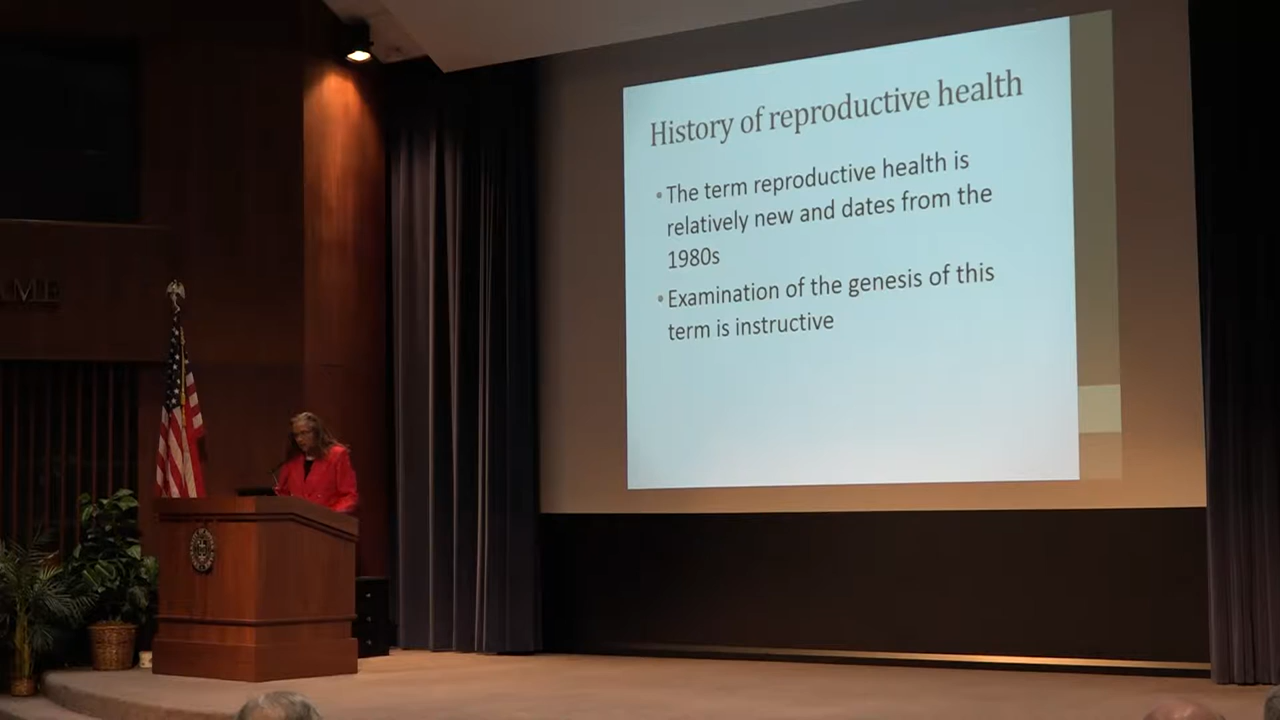 History of reproductive health
The term reproductive health is
relatively new and dates from the
1980s
Examination of the genesis of this
term is instructive
AME